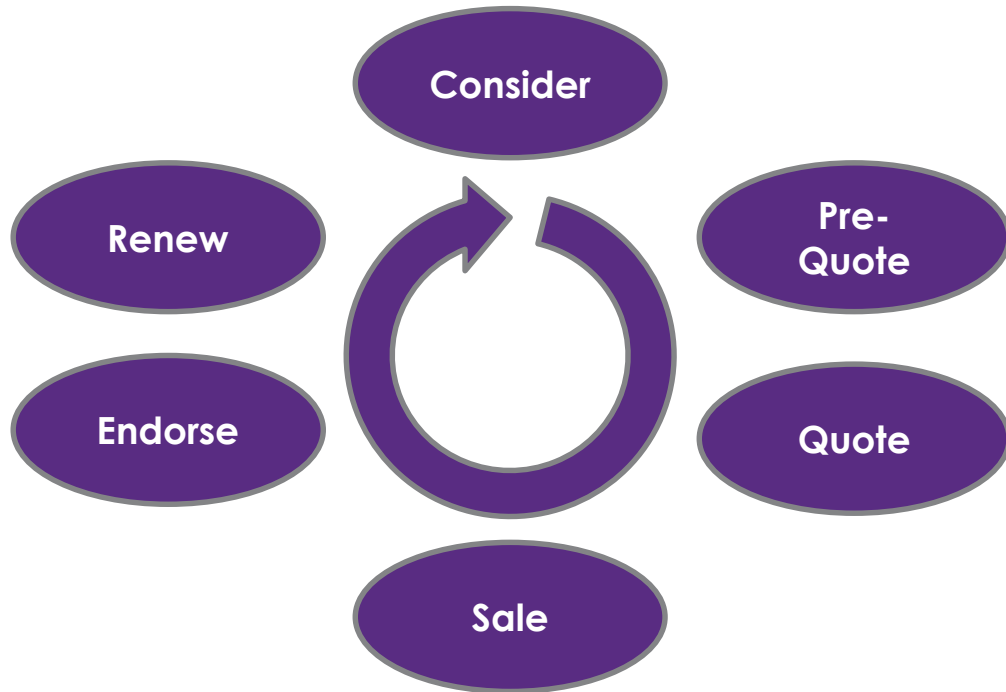 Consider
Pre-
Quote
Quote
Sale
Endorse
Renew